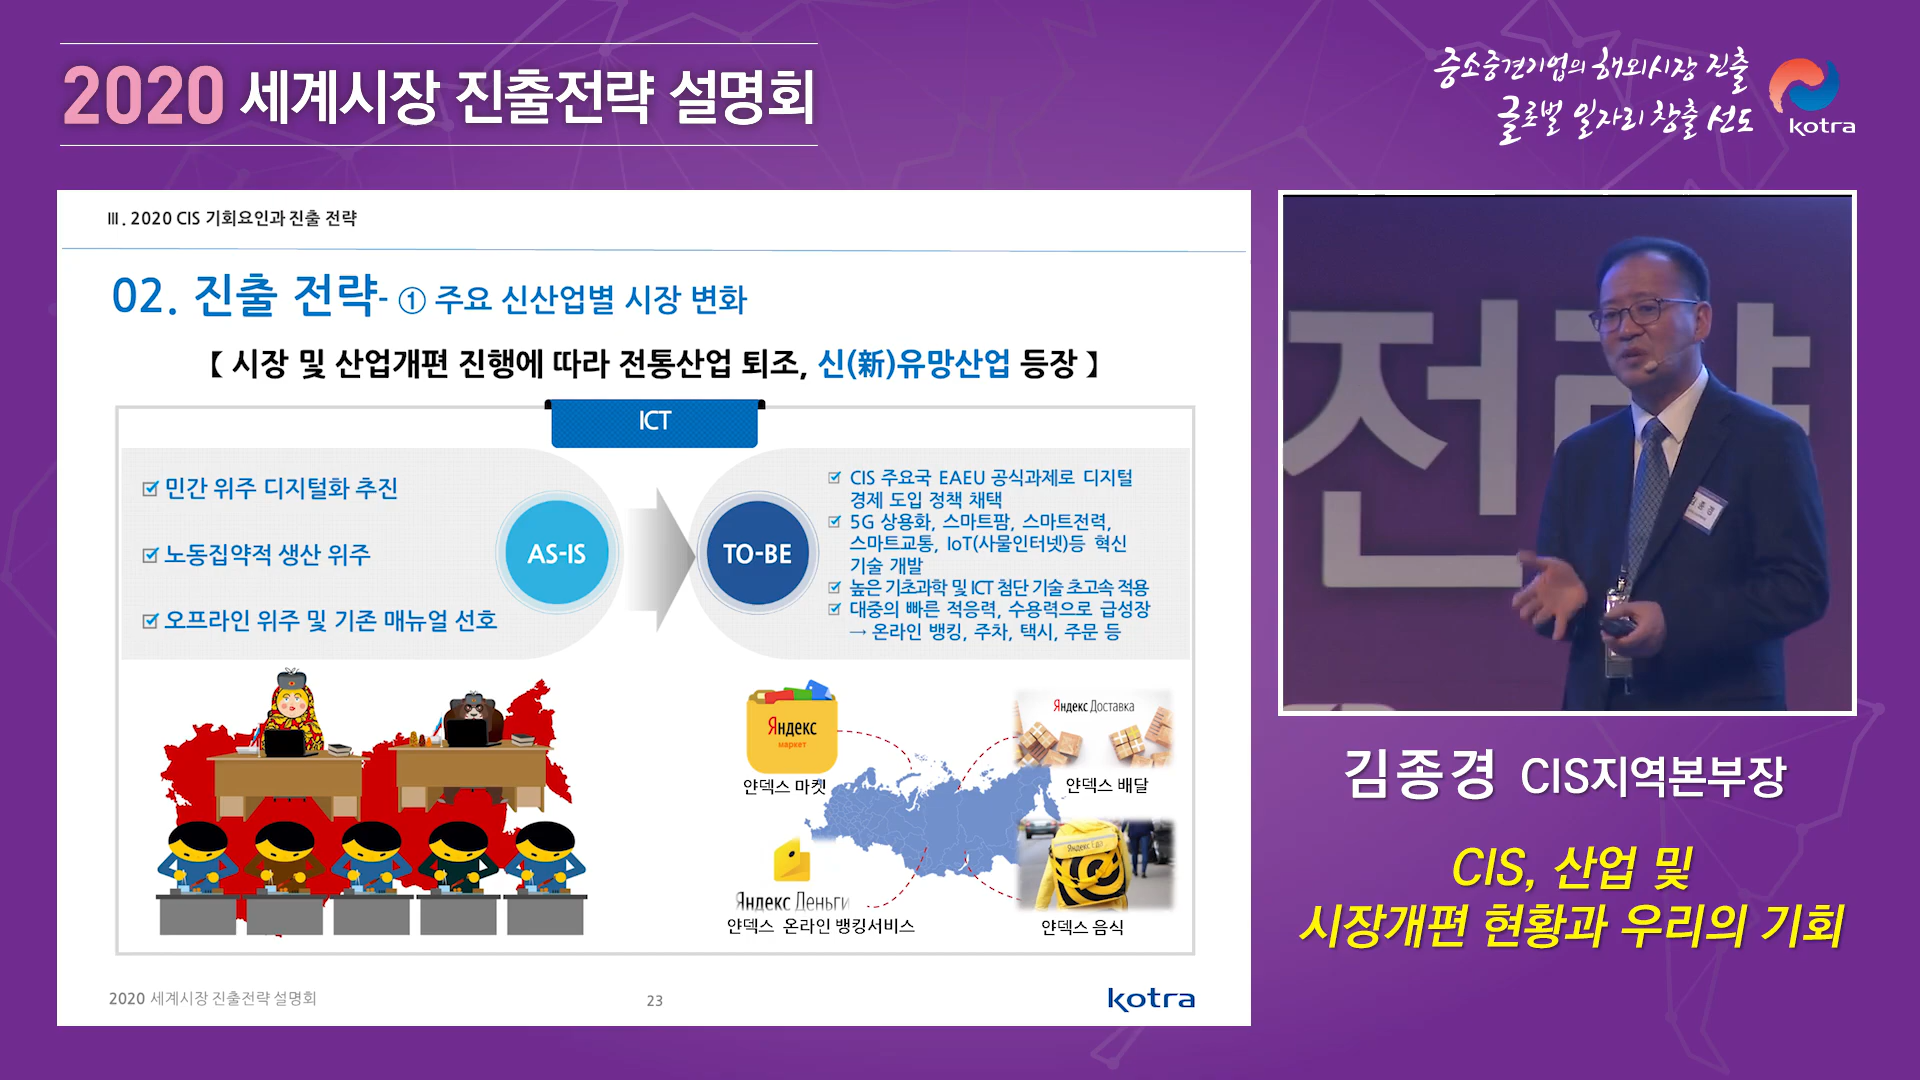 2020 세계시장 진출전략 설명회
중소중견기업의 해외시장 진출
글로벌 일자리 창출 선도
kotra
Ⅲ. 2020 CIS 기회요인과 진출 전략
02. 진출 전략- ① 주요 신산업별 시장 변화
【 시장 및 산업개편 진행에 따라 전통산업 퇴조, 신(新)유망산업 등장 】
ICT
민간 위주 디지털화 추진
노동집약적 생산 위주
오프라인 위주 및 기존 매뉴얼 선호
AS-IS
TO-BE
CIS 주요국 EAEU 공식과제로 디지털
경제 도입 정책 채택
5G 상용화, 스마트팜, 스마트전력,
스마트교통, IoT(사물인터넷)등 혁신
기술 개발
높은 기초과학 및 ICT 첨단 기술 초고속 적용
대중의 빠른 적응력, 수용력으로 급성장
→ 온라인 뱅킹, 주차, 택시, 주문 등
Яндекс
маркет
얀덱스 마켓
Яндекс Доставка
얀덱스 배달
Яндекс Деньги
얀덱스 온라인 뱅킹서비스
Яндекс Еда
얀덱스 음식
2020 세계시장 진출전략 설명회
23
kotra
전략
김종경
김종경 CIS지역본부장
CIS, 산업 및
시장개편 현황과 우리의 기회